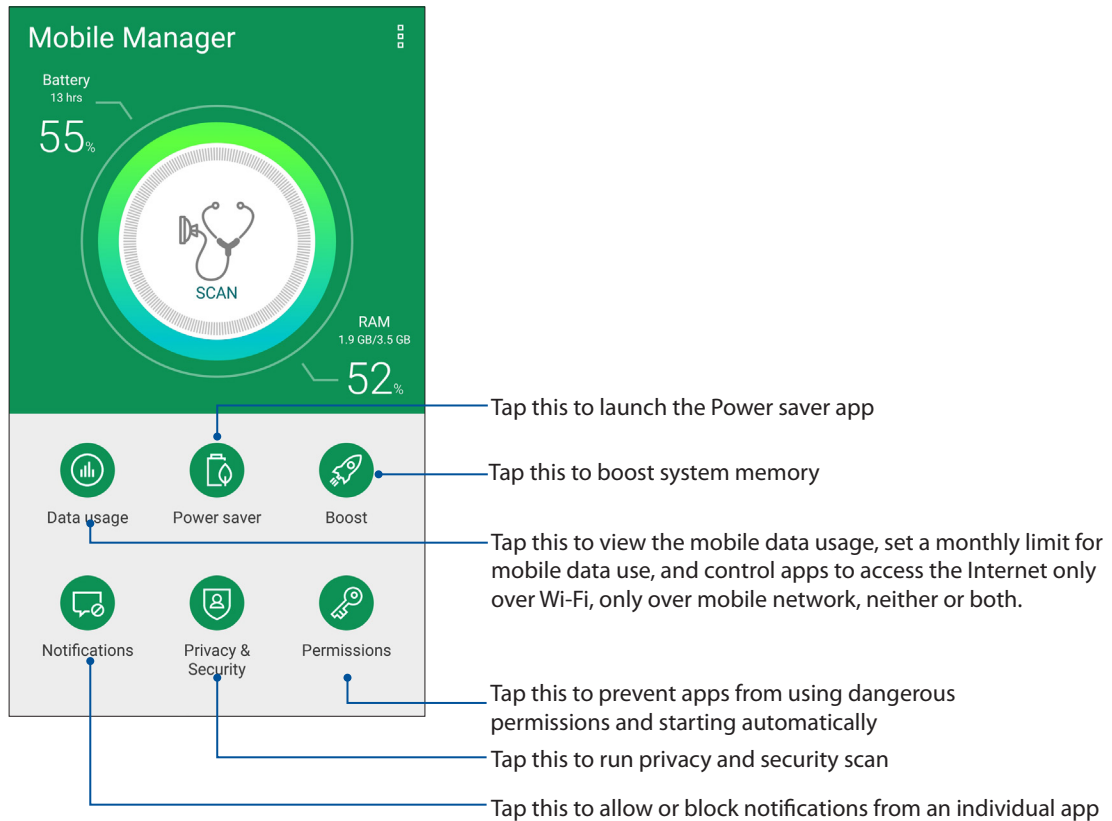 Mobile Manager
Battery
13 hrs
55%
SCAN
RAM
1.9 GB/3.5 GB
52%
Tap this to launch the Power saver app
Tap this to boost system memory
Data usage
Power saver
Boost
Tap this to view the mobile data usage, set a monthly limit for
mobile data use, and control apps to access the Internet only
over Wi-Fi, only over mobile network, neither or both.
Notifications
Privacy &
Security
Permissions
Tap this to prevent apps from using dangerous
permissions and starting automatically
Tap this to run privacy and security scan
Tap this to allow or block notifications from an individual app